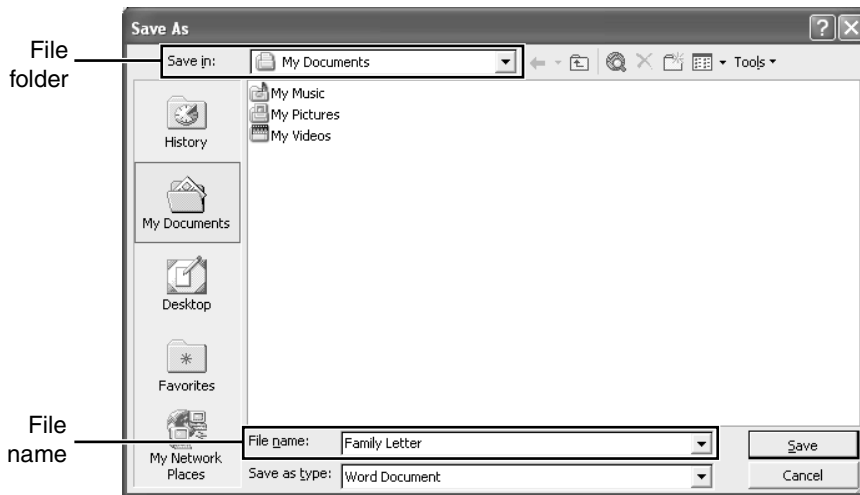 Save As
File
folder
Save in:
My Documents
Tools
My Music
My Pictures
My Videos
History
My Documents
Desktop
Favorites
My Network
Places
File
name
File name:
Family Letter
Save
Save as type:
Word Document
Cancel